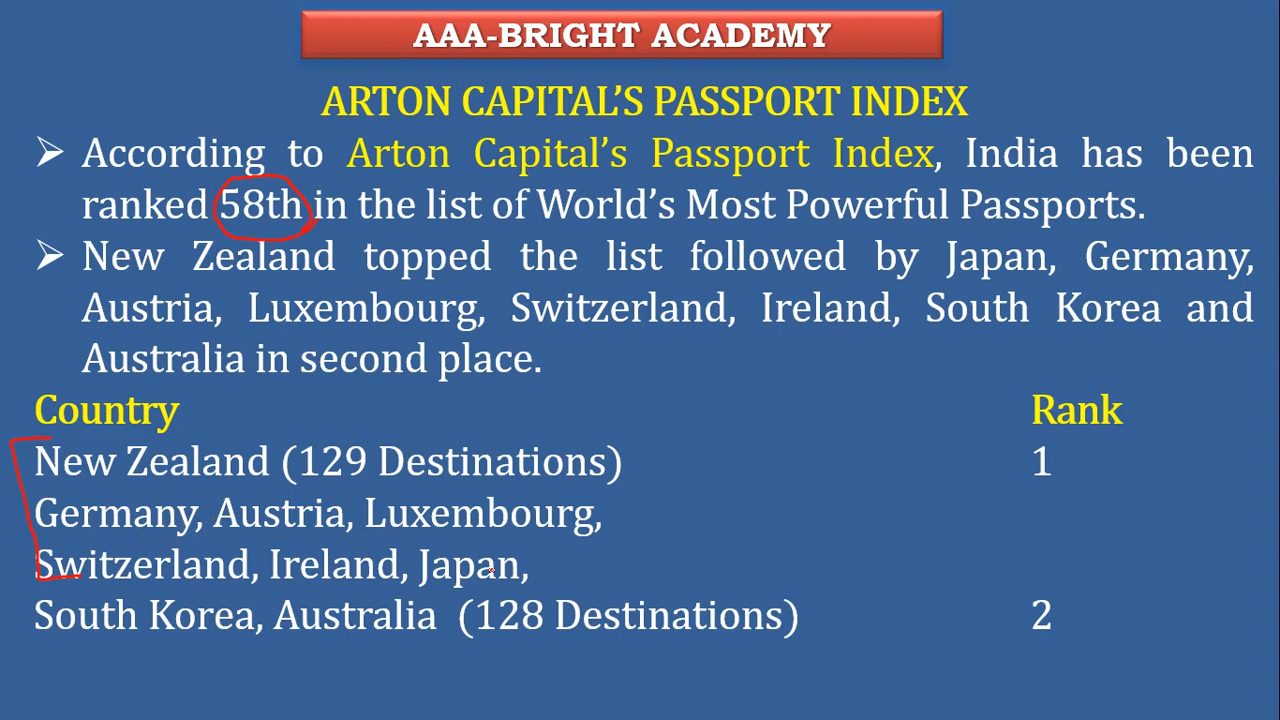 AAA-BRIGHT ACADEMY
ARTON CAPITAL’S PASSPORT INDEX
According to Arton Capital’s Passport Index, India has been
ranked 58th in the list of World’s Most Powerful Passports.
New Zealand topped the list followed by Japan, Germany,
Austria, Luxembourg, Switzerland, Ireland, South Korea and
Australia in second place.
Country Rank
New Zealand (129 Destinations) 1
Germany, Austria, Luxembourg,
Switzerland, Ireland, Japan,
South Korea, Australia (128 Destinations) 2